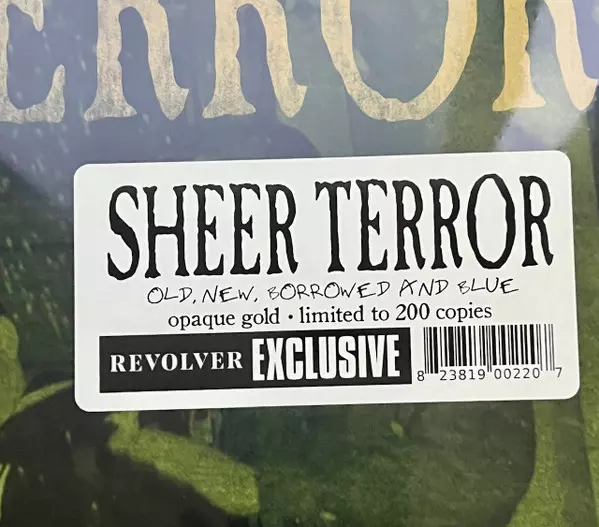 ERROR
SHEER TERROR
OLD, NEW, BORROWED AND BLUE
opaque gold • limited to 200 copies
REVOLVER EXCLUSIVE
8 23819 00220 7